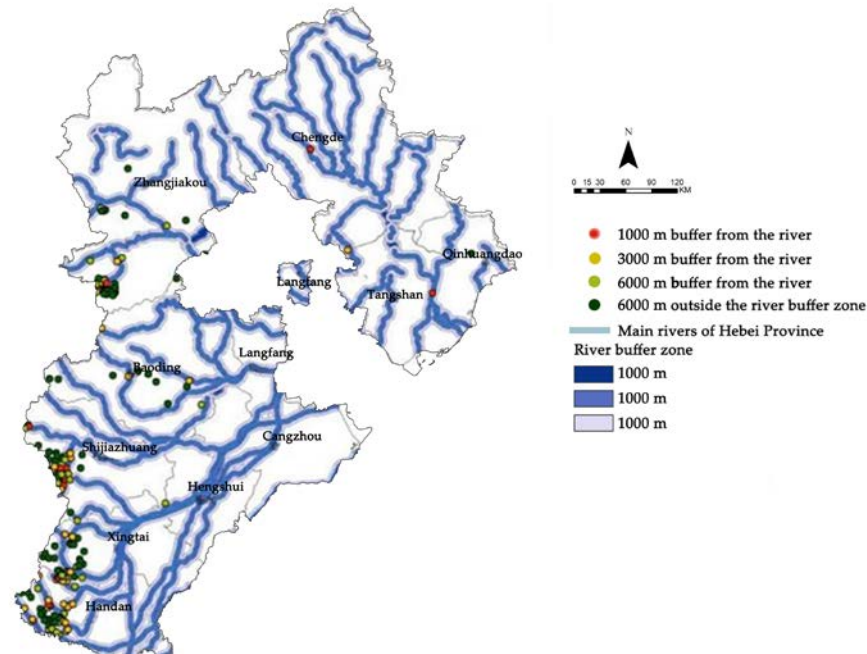 Chengde
Zhangjiakou
Qinhuangdao
Langfang
Tangshan
Langfang
Baoding
Cangzhou
Shijiazhuang
Hengshui
Xingtai
Handan
N
0 15 30 60 90 120
KM
1000 m buffer from the river
3000 m buffer from the river
6000 m buffer from the river
6000 m outside the river buffer zone
Main rivers of Hebei Province
River buffer zone
1000 m
1000 m
1000 m